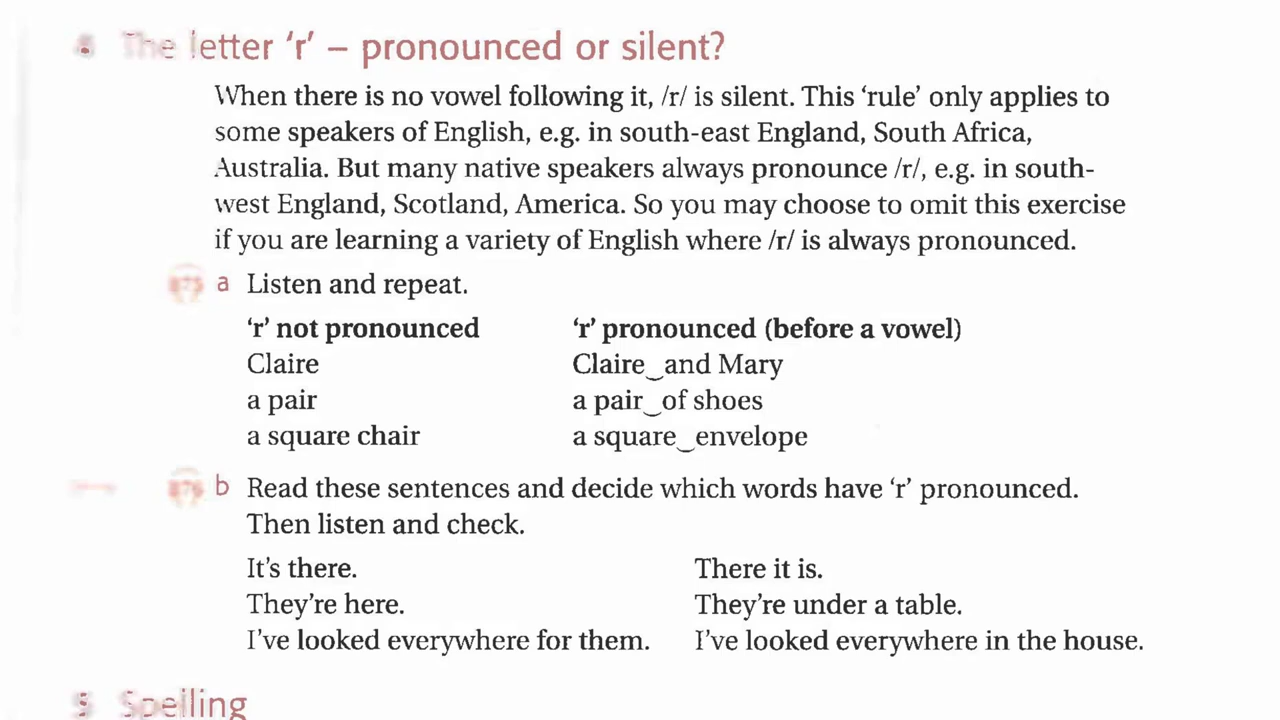 4 The letter ‘r’ – pronounced or silent?
When there is no vowel following it, /r/ is silent. This ‘rule’ only applies to
some speakers of English, e.g. in south-east England, South Africa,
Australia. But many native speakers always pronounce /r/, e.g. in south-
west England, Scotland, America. So you may choose to omit this exercise
if you are learning a variety of English where /r/ is always pronounced.
a Listen and repeat.
‘r’ not pronounced ‘r’ pronounced (before a vowel)
Claire Claire‿and Mary
a pair a pair‿of shoes
a square chair a square‿envelope
b Read these sentences and decide which words have ‘r’ pronounced.
Then listen and check.
It’s there. There it is.
They’re here. They’re under a table.
I’ve looked everywhere for them. I’ve looked everywhere in the house.
5 Spelling